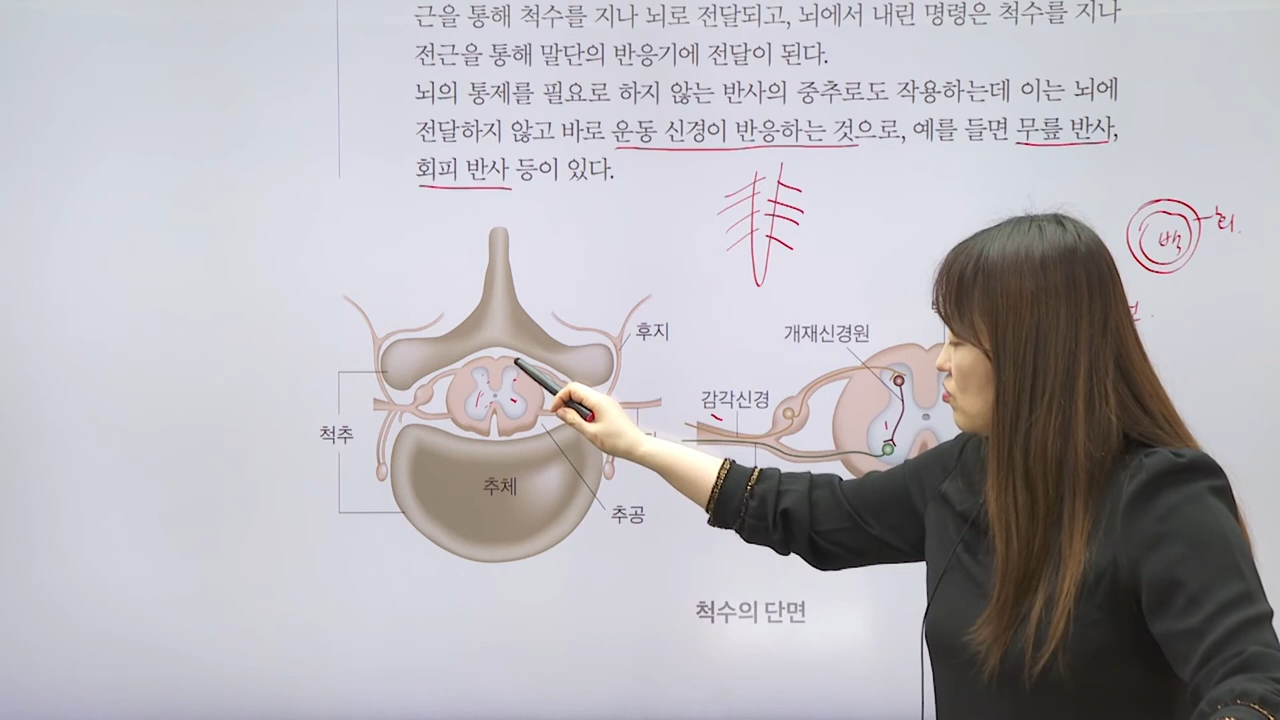 근을 통해 척수를 지나 뇌로 전달되고, 뇌에서 내린 명령은 척수를 지나
전근을 통해 말단의 반응기에 전달이 된다.
뇌의 통제를 필요로 하지 않는 반사의 중추로도 작용하는데 이는 뇌에
전달하지 않고 바로 운동 신경이 반응하는 것으로, 예를 들면 무릎 반사,
회피 반사 등이 있다.
백
후지
개재신경원
감각신경
척추
추체
추공
척수의 단면